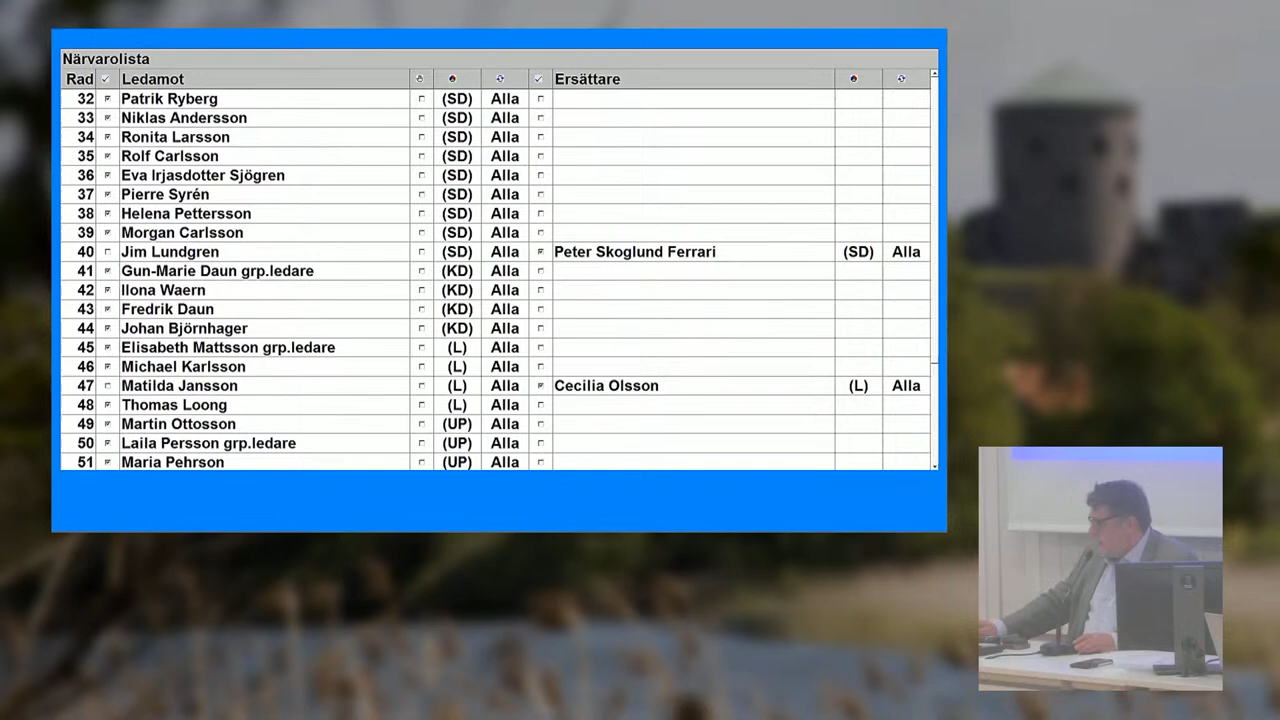 Närvarolista
Rad Ledamot Ersättare
32 Patrik Ryberg (SD) Alla
33 Niklas Andersson (SD) Alla
34 Ronita Larsson (SD) Alla
35 Rolf Carlsson (SD) Alla
36 Eva Irjasdotter Sjögren (SD) Alla
37 Pierre Syrén (SD) Alla
38 Helena Pettersson (SD) Alla
39 Morgan Carlsson (SD) Alla
40 Jim Lundgren (SD) Alla Peter Skoglund Ferrari (SD) Alla
41 Gun-Marie Daun grp.ledare (KD) Alla
42 Ilona Waern (KD) Alla
43 Fredrik Daun (KD) Alla
44 Johan Björnhager (KD) Alla
45 Elisabeth Mattsson grp.ledare (L) Alla
46 Michael Karlsson (L) Alla
47 Matilda Jansson (L) Alla Cecilia Olsson (L) Alla
48 Thomas Loong (L) Alla
49 Martin Ottosson (UP) Alla
50 Laila Persson grp.ledare (UP) Alla
51 Maria Pehrson (UP) Alla